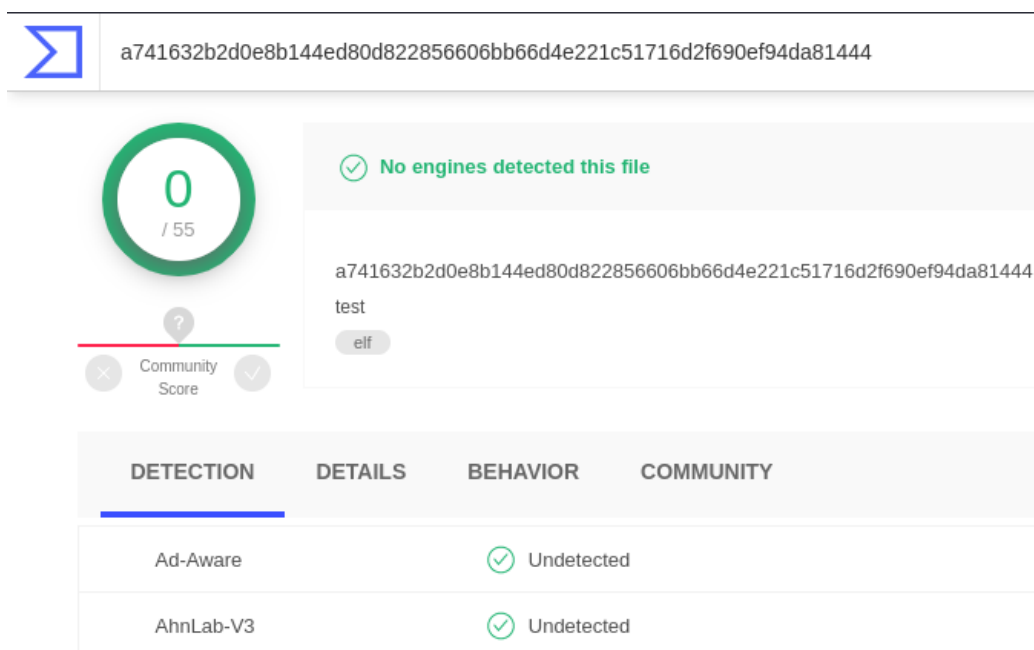 a741632b2d0e8b144ed80d822856606bb66d4e221c51716d2f690ef94da81444
0
/ 55
No engines detected this file
a741632b2d0e8b144ed80d822856606bb66d4e221c51716d2f690ef94da81444
test
elf
?
Community
Score
DETECTION DETAILS BEHAVIOR COMMUNITY
Ad-Aware Undetected
AhnLab-V3 Undetected